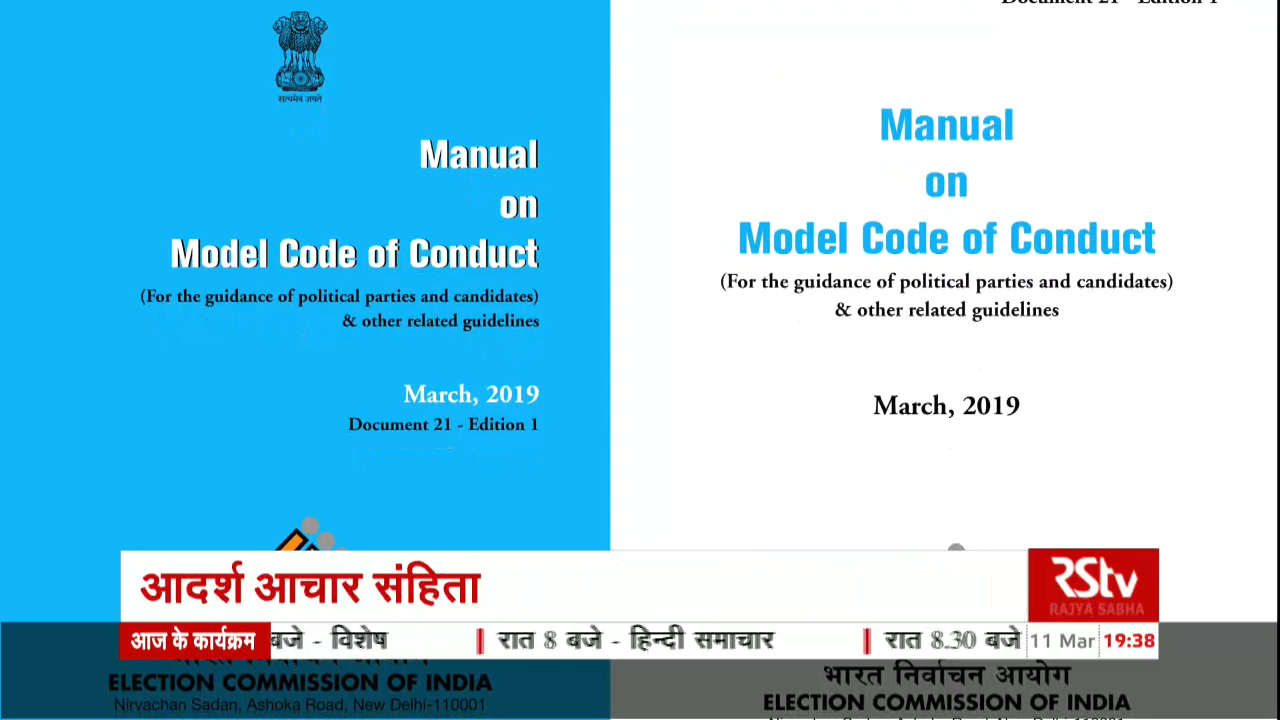 सत्यमेव जयते
Manual
on
Model Code of Conduct
(For the guidance of political parties and candidates)
& other related guidelines
March, 2019
Document 21 - Edition 1
Document 21 - Edition 1
Manual
on
Model Code of Conduct
(For the guidance of political parties and candidates)
& other related guidelines
March, 2019
आदर्श आचार संहिता
RStv
RAJYA SABHA
आज के कार्यक्रम
बजे - विशेष | रात 8 बजे - हिन्दी समाचार | रात 8.30 बजे
11 Mar 19:38
ELECTION COMMISSION OF INDIA
Nirvachan Sadan, Ashoka Road, New Delhi-110001
भारत निर्वाचन आयोग
ELECTION COMMISSION OF INDIA